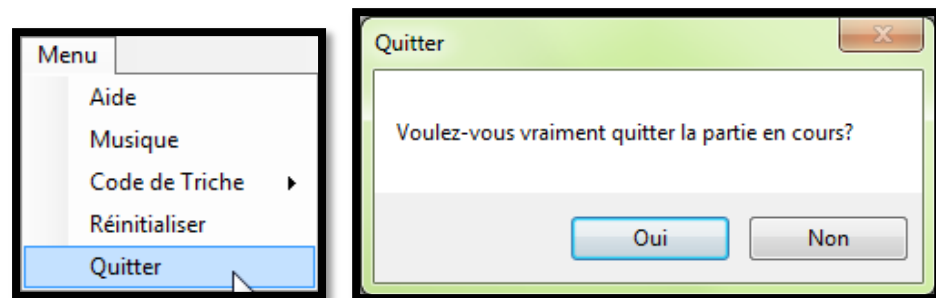 Menu
Aide
Musique
Code de Triche
Réinitialiser
Quitter
Quitter
Voulez-vous vraiment quitter la partie en cours?
Oui
Non